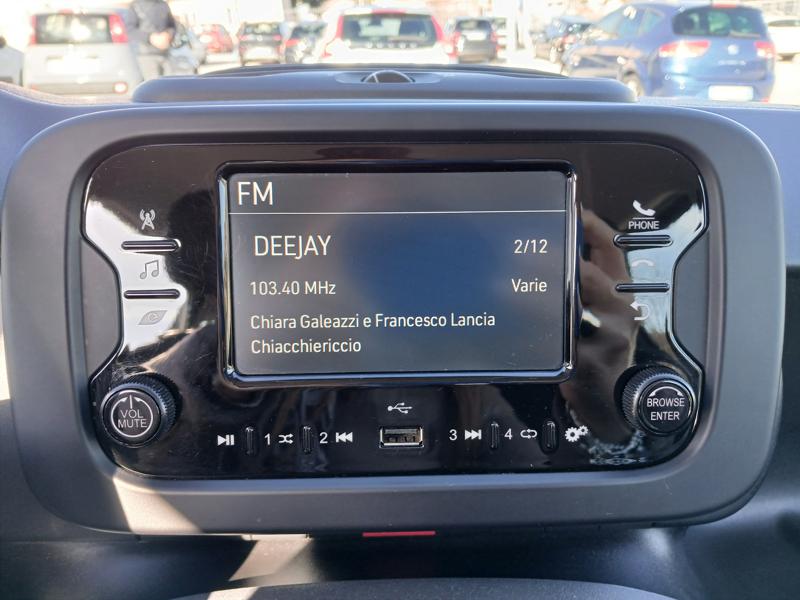 FM
DEEJAY 2/12
103.40 MHz Varie
Chiara Galeazzi e Francesco Lancia
Chiacchiericcio
PHONE
VOL
MUTE
BROWSE
ENTER
1 2 3 4